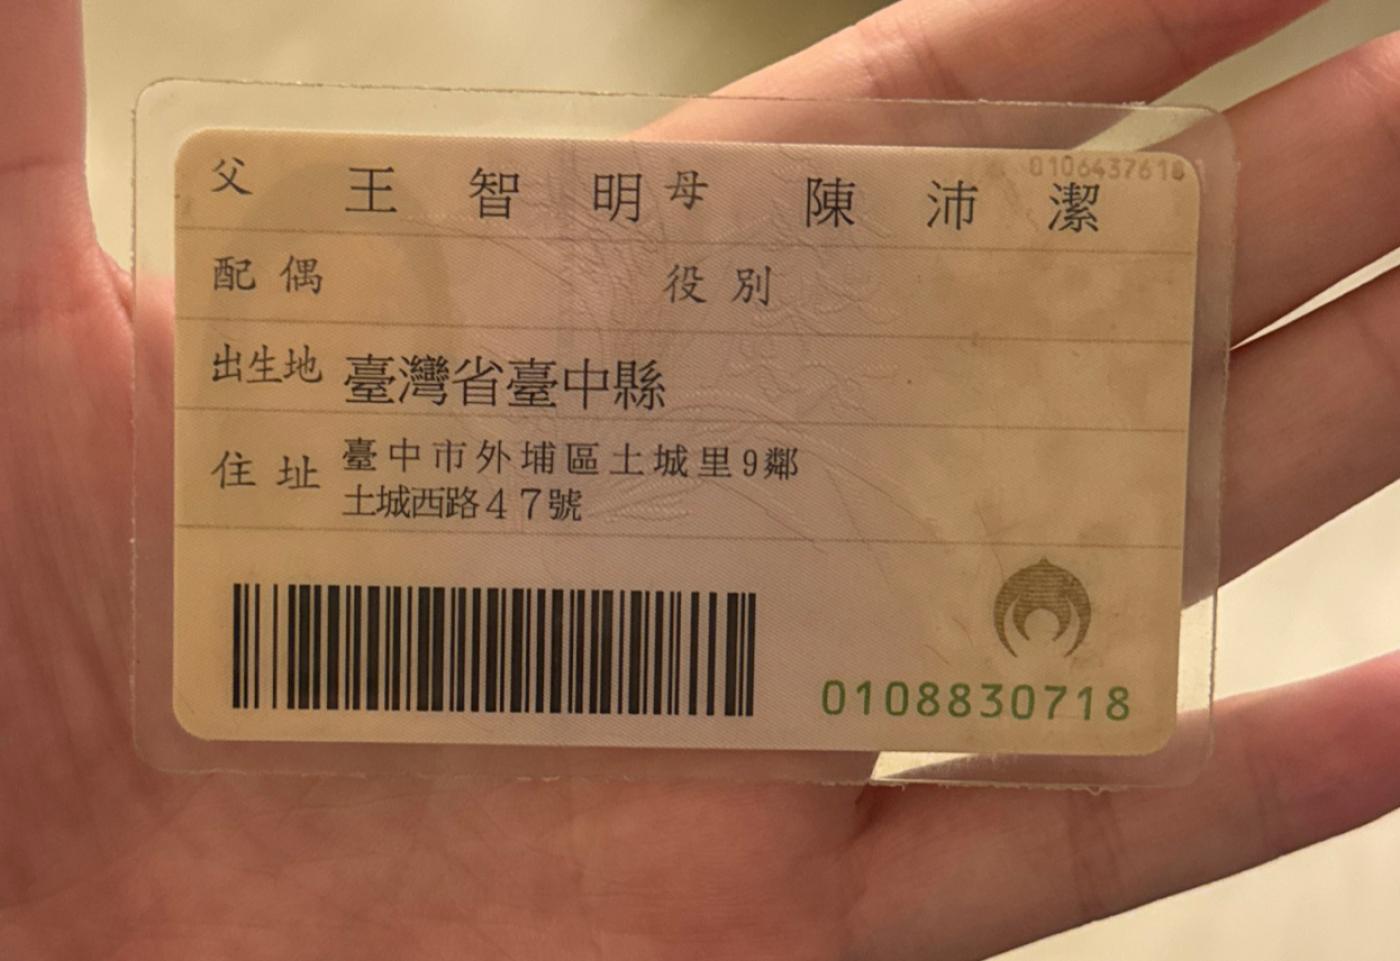 0106437618
父 王智明 母 陳沛潔
配偶 役別
出生地 臺灣省臺中縣
住址 臺中市外埔區土城里9鄰
土城西路47號
0108830718